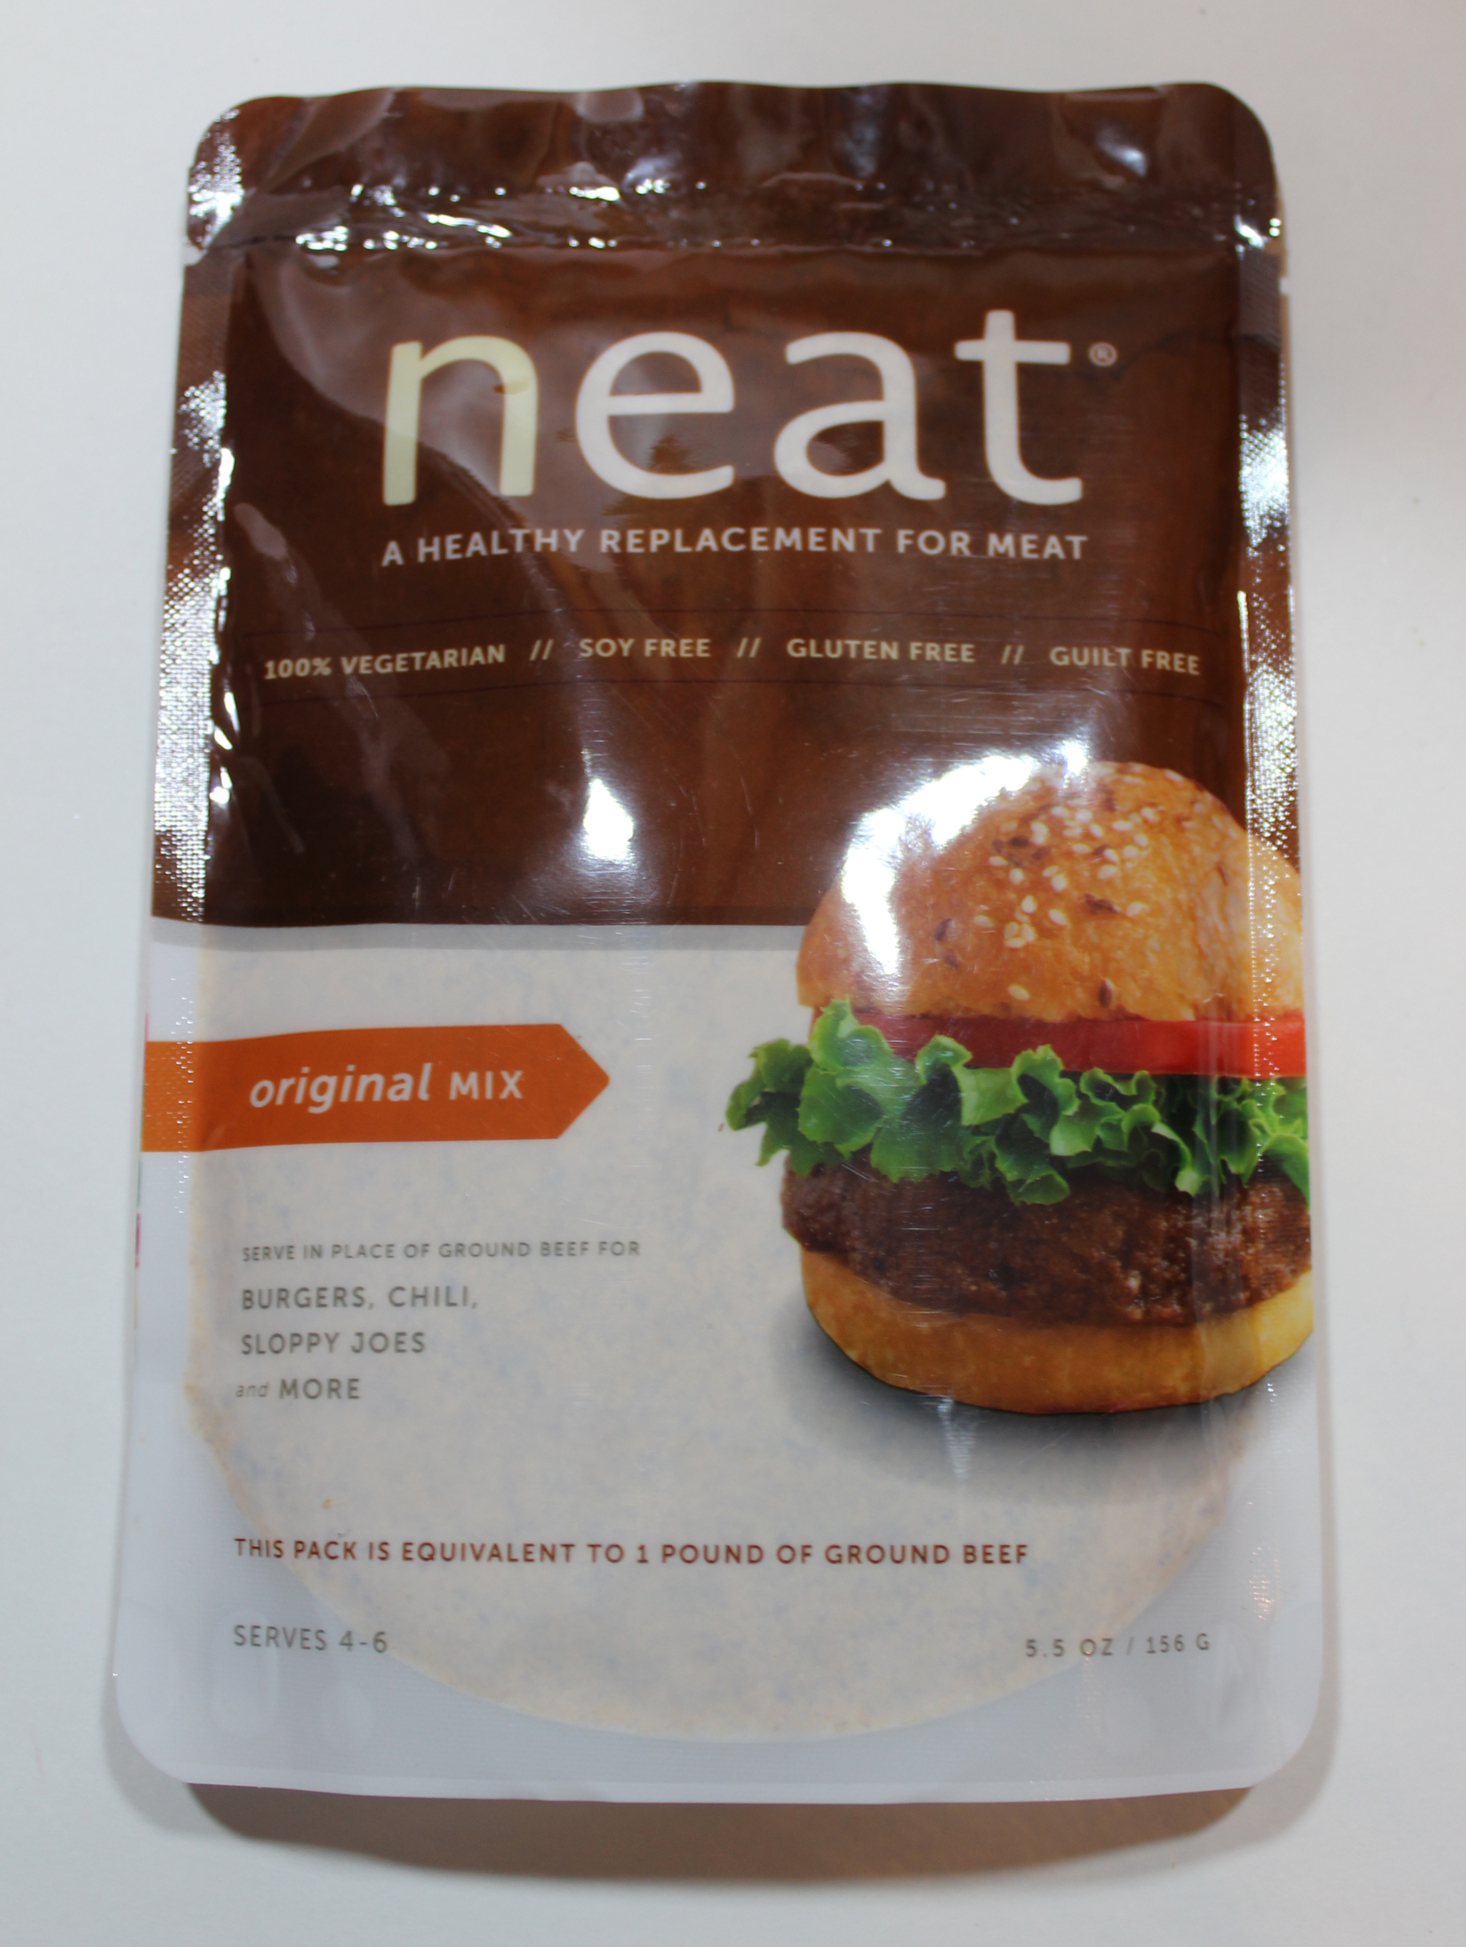 neat®
A HEALTHY REPLACEMENT FOR MEAT
100% VEGETARIAN // SOY FREE // GLUTEN FREE // GUILT FREE
original MIX
SERVE IN PLACE OF GROUND BEEF FOR
BURGERS, CHILI,
SLOPPY JOES
and MORE
THIS PACK IS EQUIVALENT TO 1 POUND OF GROUND BEEF
SERVES 4-6
5.5 OZ / 156 G